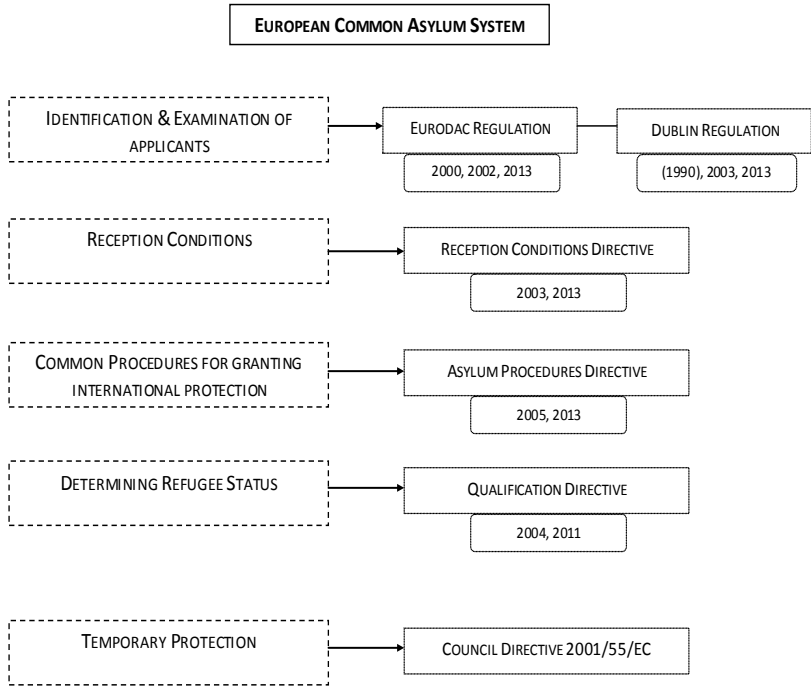 EUROPEAN COMMON ASYLUM SYSTEM
IDENTIFICATION & EXAMINATION OF
APPLICANTS
EURODAC REGULATION
DUBLIN REGULATION
2000, 2002, 2013
(1990), 2003, 2013
RECEPTION CONDITIONS
RECEPTION CONDITIONS DIRECTIVE
2003, 2013
COMMON PROCEDURES FOR GRANTING
INTERNATIONAL PROTECTION
ASYLUM PROCEDURES DIRECTIVE
2005, 2013
DETERMINING REFUGEE STATUS
QUALIFICATION DIRECTIVE
2004, 2011
TEMPORARY PROTECTION
COUNCIL DIRECTIVE 2001/55/EC